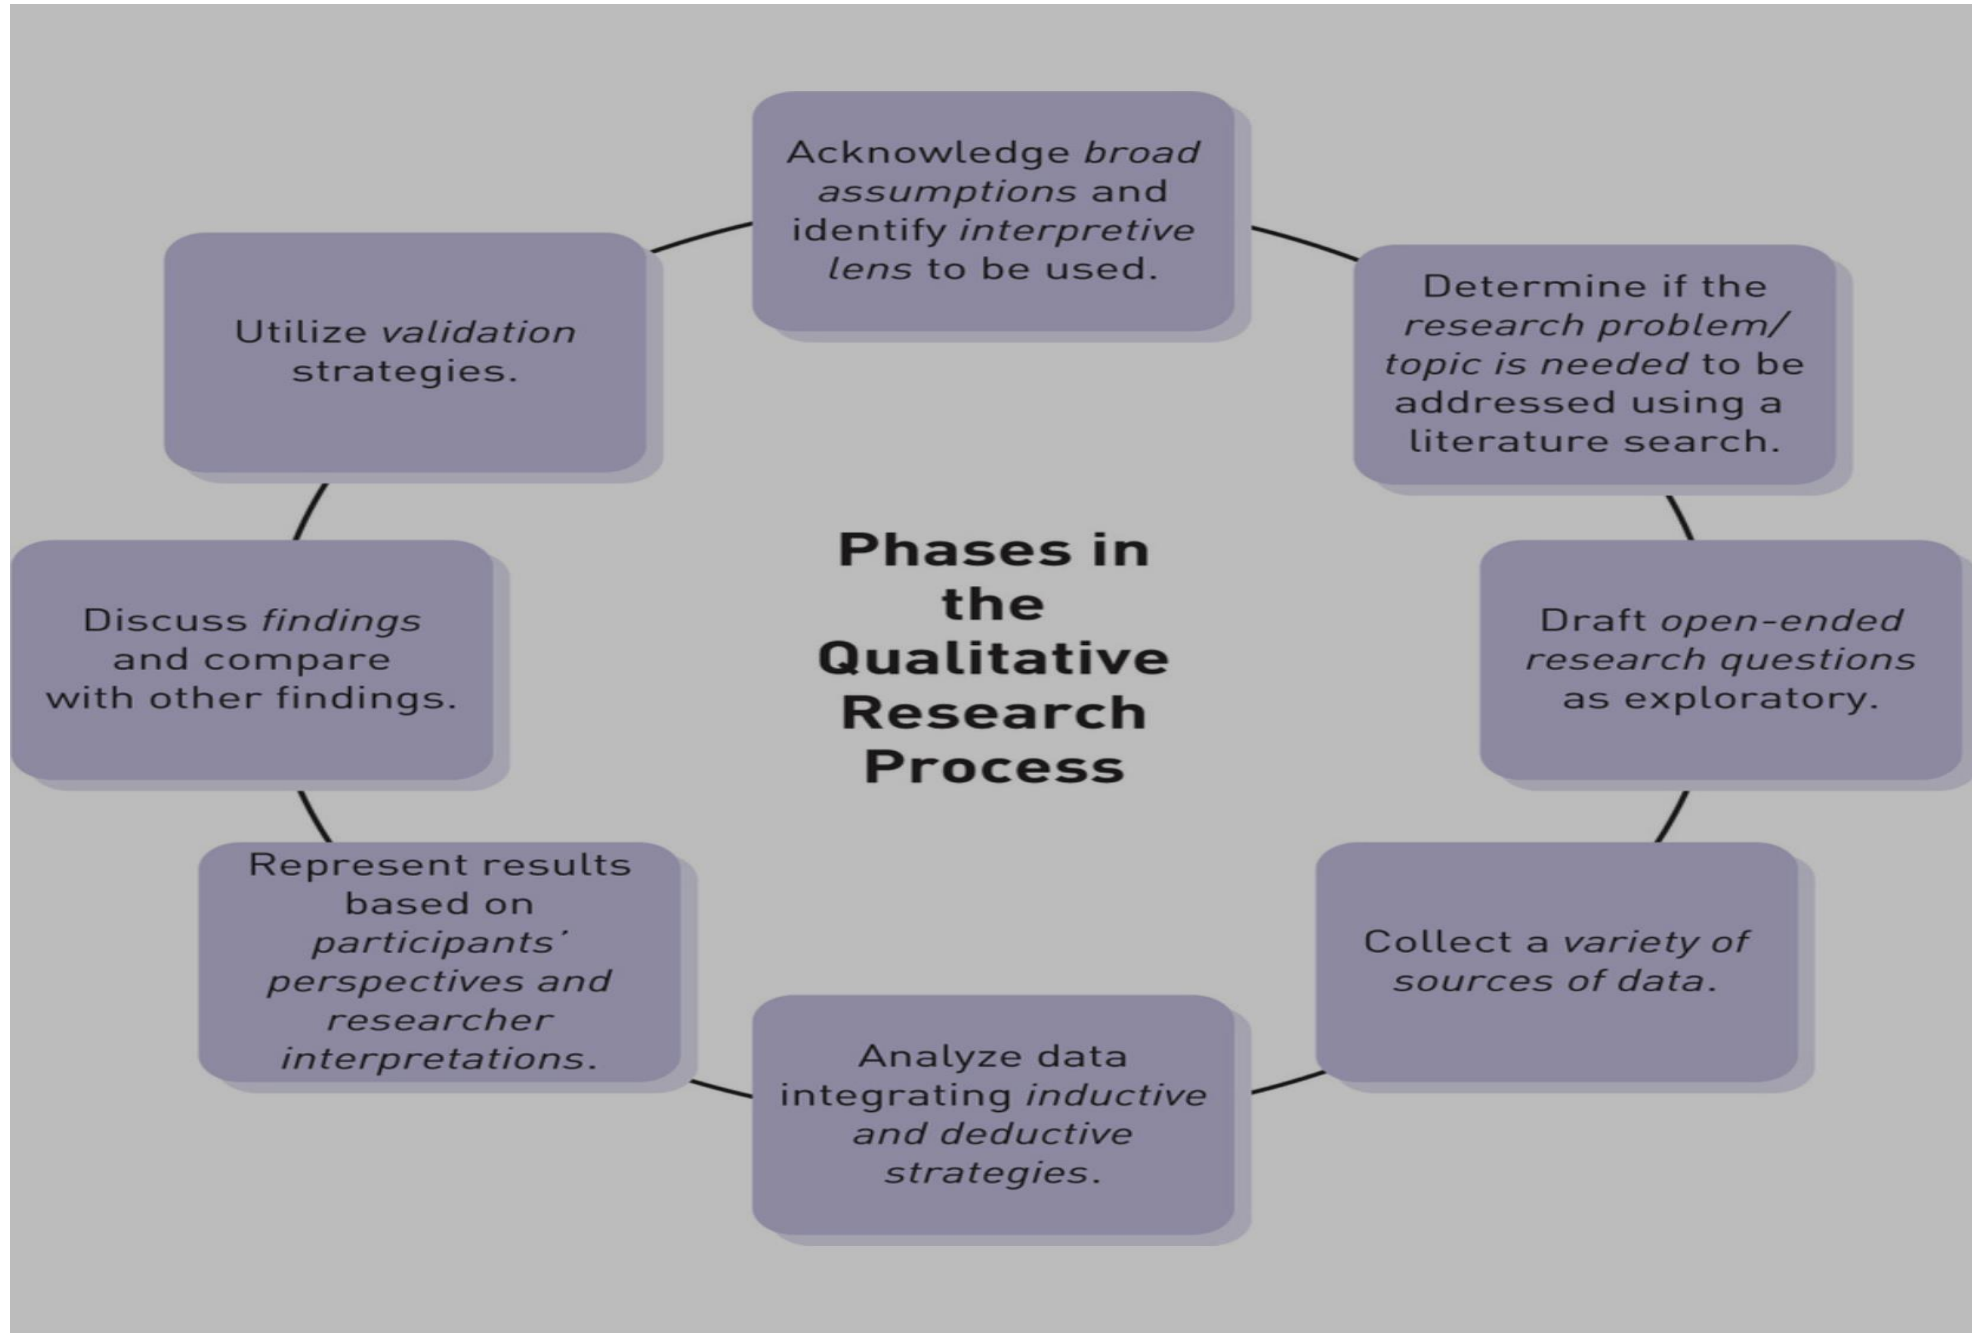 Acknowledge broad
assumptions and
identify interpretive
lens to be used.
Determine if the
research problem/
topic is needed to be
addressed using a
literature search.
Draft open-ended
research questions
as exploratory.
Collect a variety of
sources of data.
Analyze data
integrating inductive
and deductive
strategies.
Represent results
based on
participants’
perspectives and
researcher
interpretations.
Discuss findings
and compare
with other findings.
Utilize validation
strategies.
Phases in
the
Qualitative
Research
Process